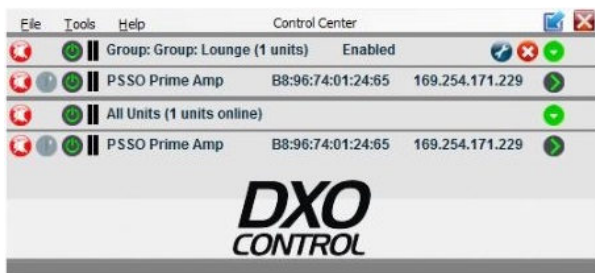 File Tools Help Control Center
Group: Group: Lounge (1 units) Enabled
PSSO Prime Amp B8:96:74:01:24:65 169.254.171.229
All Units (1 units online)
PSSO Prime Amp B8:96:74:01:24:65 169.254.171.229
DXO
CONTROL